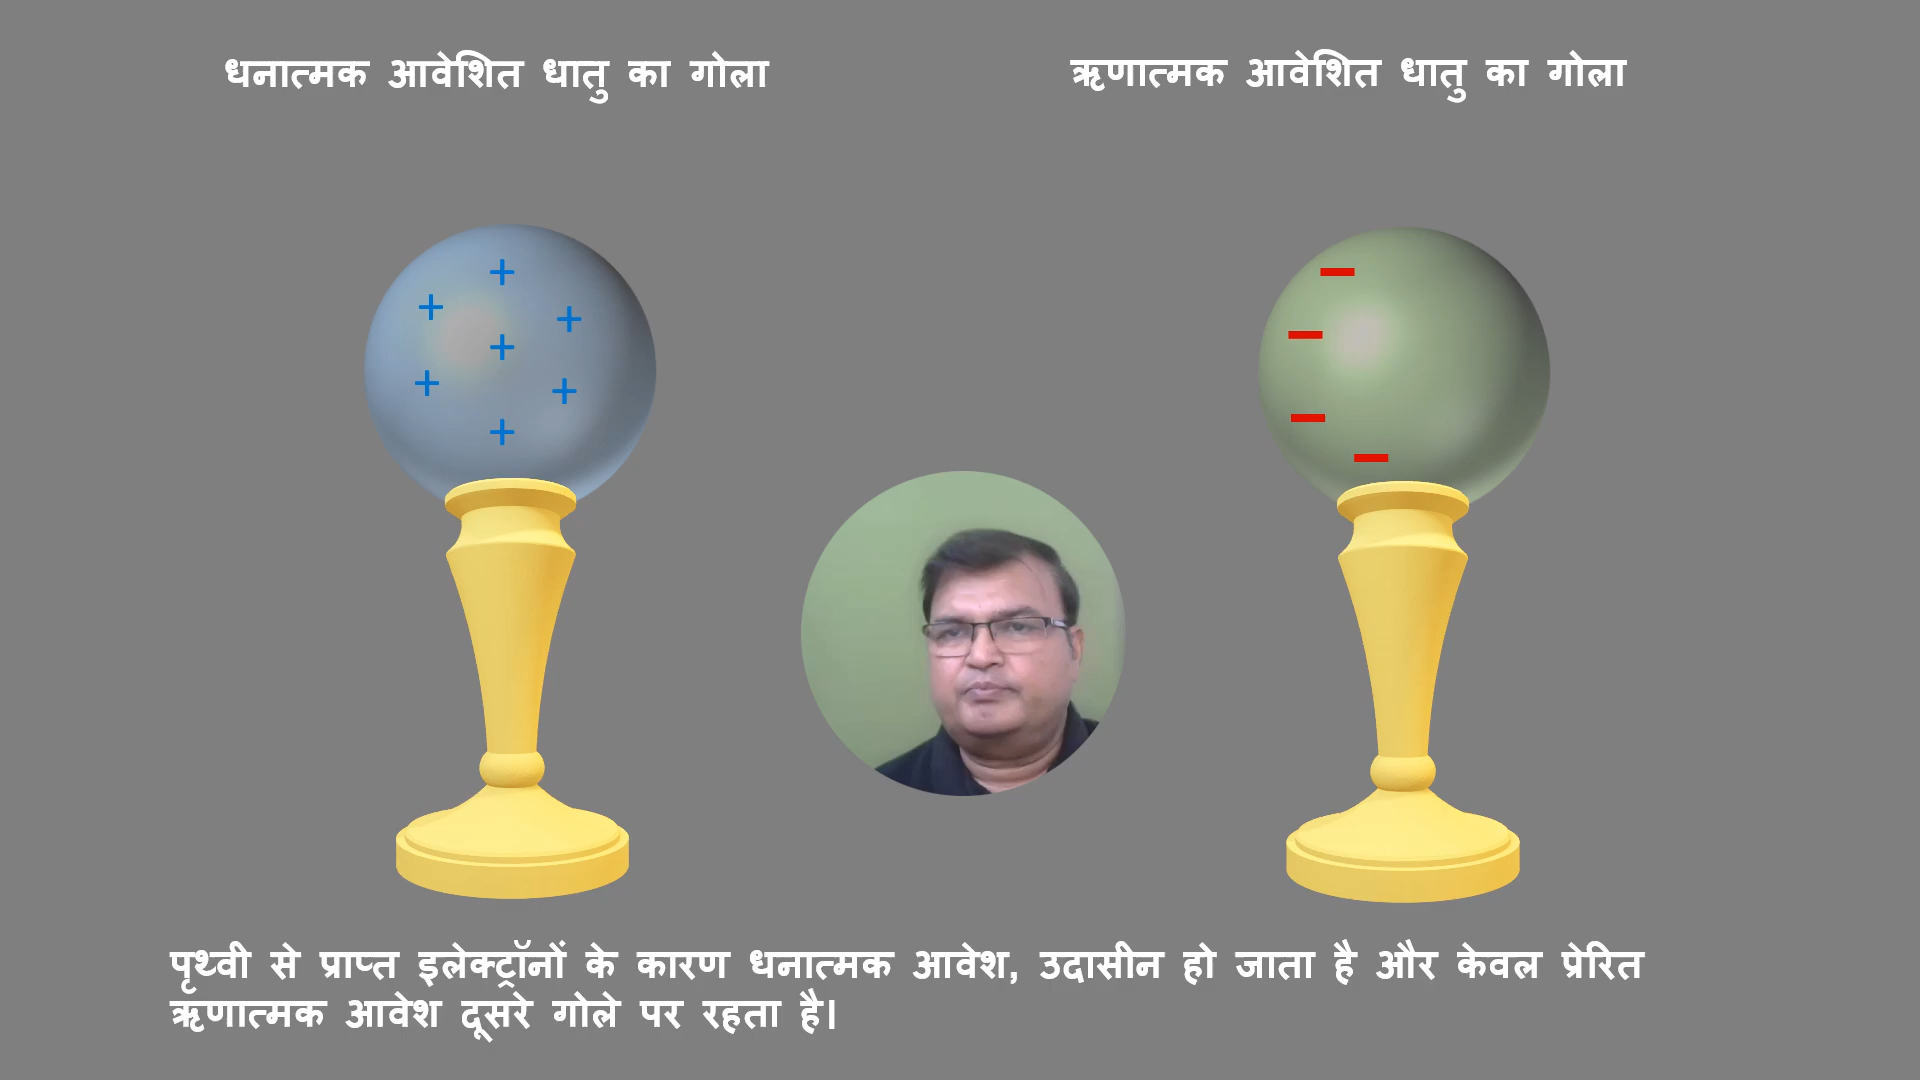 धनात्मक आवेशित धातु का गोला
ऋणात्मक आवेशित धातु का गोला
पृथ्वी से प्राप्त इलेक्ट्रॉनों के कारण धनात्मक आवेश, उदासीन हो जाता है और केवल प्रेरित
ऋणात्मक आवेश दूसरे गोले पर रहता है।